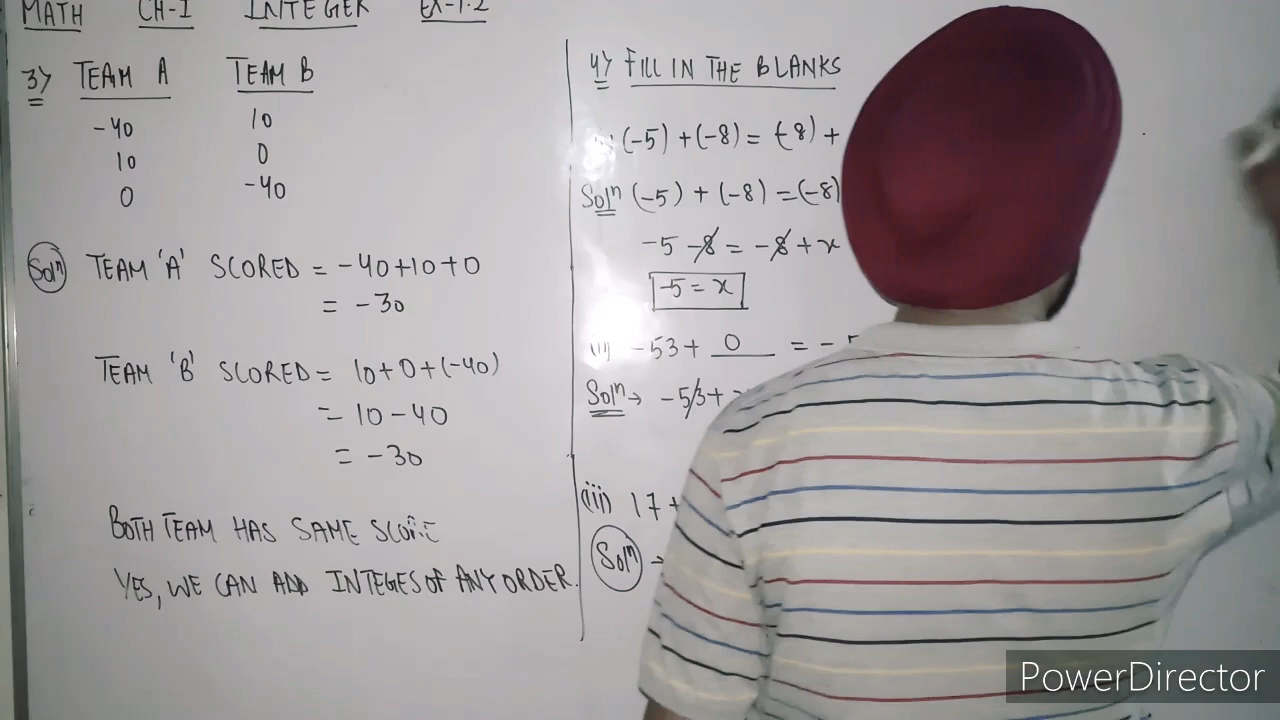 MATH CH-1 INTEGER EX-1.2
3) TEAM A TEAM B
-40 10
10 0
0 -40
Solⁿ TEAM 'A' SCORED = -40+10+0
= -30
TEAM 'B' SCORED = 10+0+(-40)
= 10-40
= -30
BOTH TEAM HAS SAME SCORE
YES, WE CAN ADD INTEGES OF ANY ORDER.
4) FILL IN THE BLANKS
(-5)+(-8)=(-8)+
Solⁿ (-5)+(-8)=(-8)
-5-8=-8+x
-5=x
(ii) -53+ 0 = -5
Solⁿ→ -53+
(iii) 17+
Solⁿ →
PowerDirector